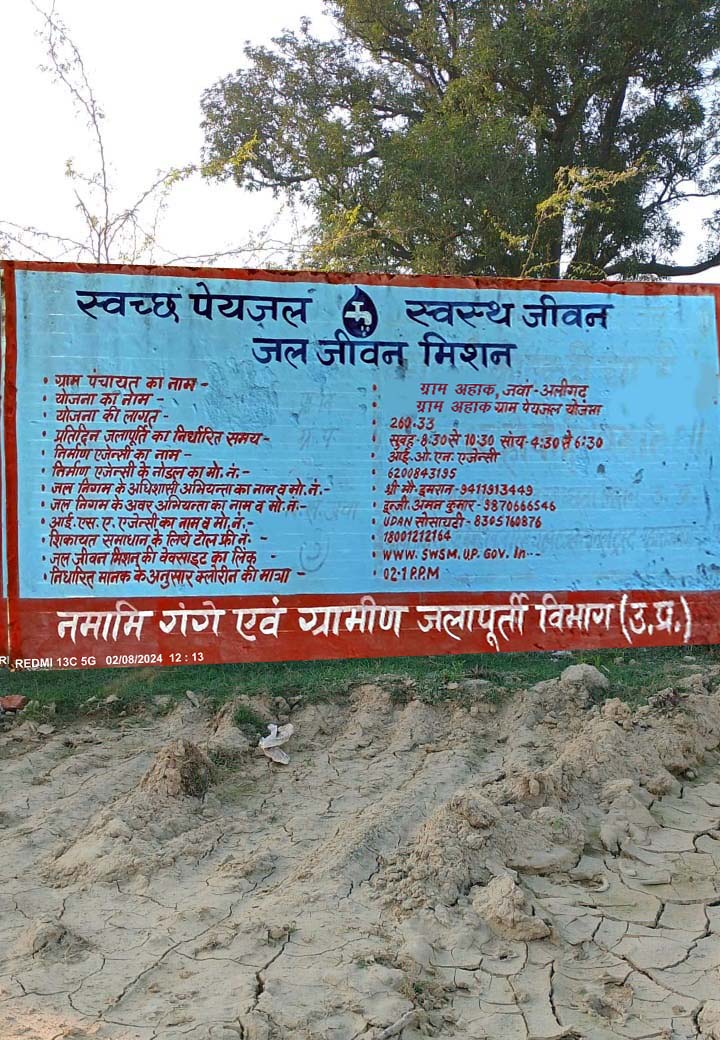 स्वच्छ पेयजल स्वस्थ जीवन
जल जीवन मिशन
• ग्राम पंचायत का नाम - • ग्राम अहाक, जवां - अलीगढ़
• योजना का नाम - • ग्राम अहाक ग्राम पेयजल योजना
• योजना की लागत - • 260.33
• प्रतिदिन जलापूर्ति का निर्धारित समय - • सुबह-8:30 से 10:30 सांय-4:30 से 6:30
• निर्माण एजेन्सी का नाम - • आई.ओ.एन. एजेन्सी
• निर्माण एजेन्सी के नोडल का मो. नं. - • 6200843195
• जल निगम के अधिशासी अभियन्ता का नाम व मो. नं. - • श्री मौ. इमरान - 9411913449
• जल निगम के अवर अभियन्ता का नाम व मो. नं. - • इन्जी. अमन कुमार - 9870666546
• आई.एस.ए. एजेन्सी का नाम व मो. नं. - • UDAN सोसायटी - 8305760876
• शिकायत समाधान के लिये टोल फ्री नं - • 18001212164
• जल जीवन मिशन की वेबसाइट का लिंक - • WWW.SWSM.UP.GOV.In--
• निर्धारित मानक के अनुसार क्लोरीन की मात्रा - • 02-1 P.P.M
नमामि गंगे एवं ग्रामीण जलापूर्ती विभाग (उ.प्र.)
REDMI 13C 5G 02/08/2024 12:13